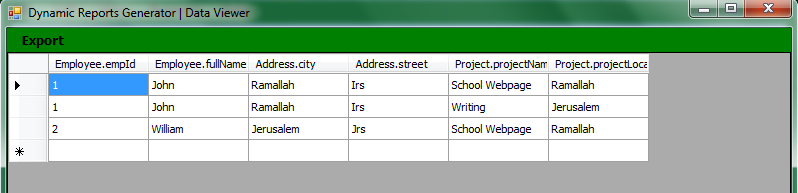 Dynamic Reports Generator | Data Viewer
Export
Employee.empId Employee.fullName Address.city Address.street Project.projectNam Project.projectLoca
1 John Ramallah Irs School Webpage Ramallah
1 John Ramallah Irs Writing Jerusalem
2 William Jerusalem Jrs School Webpage Ramallah